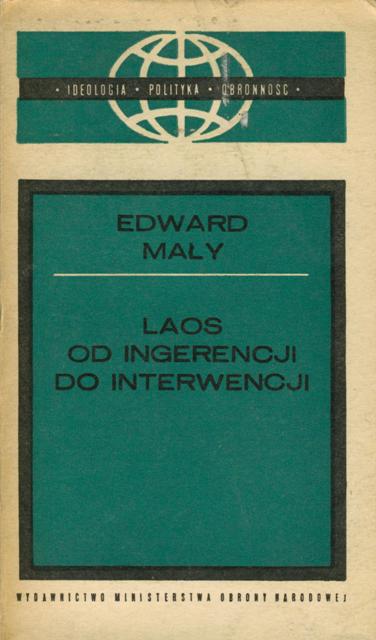 • IDEOLOGIA • POLITYKA • OBRONNOŚĆ •
EDWARD
MAŁY
LAOS
OD INGERENCJI
DO INTERWENCJI
WYDAWNICTWO MINISTERSTWA OBRONY NARODOWEJ